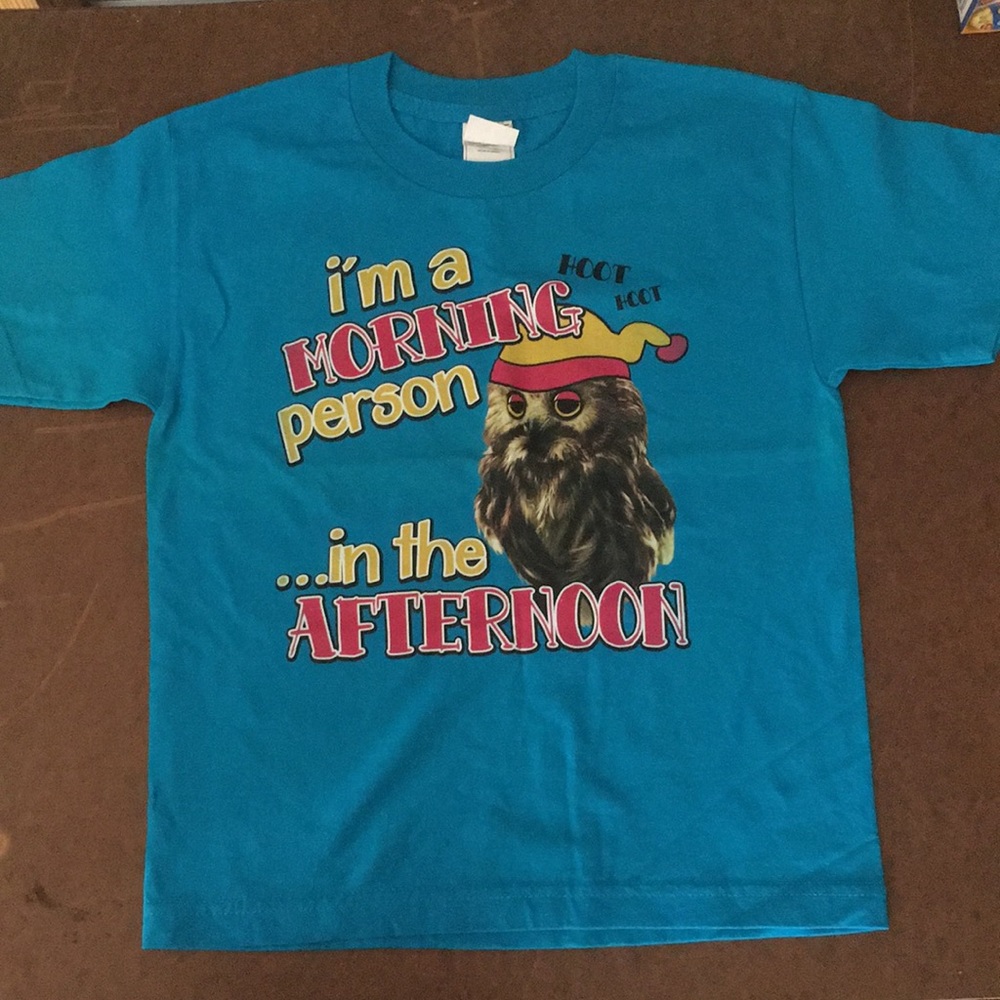 i'm a
HOOT
HOOT
MORNING
person
...in the
AFTERNOON